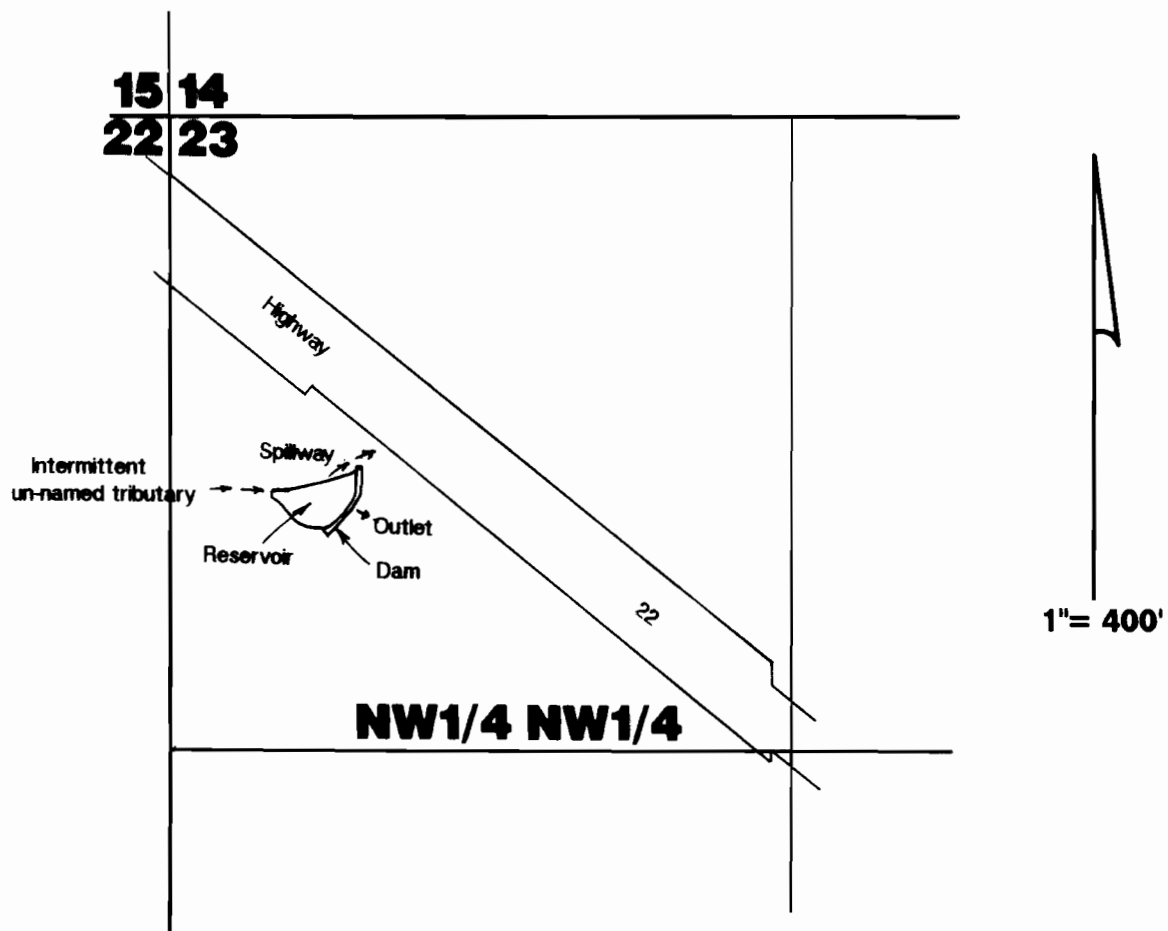 15 14
22 23
Highway
Spillway
Intermittent
un-named tributary
Outlet
Reservoir
Dam
22
1"= 400'
NW1/4 NW1/4